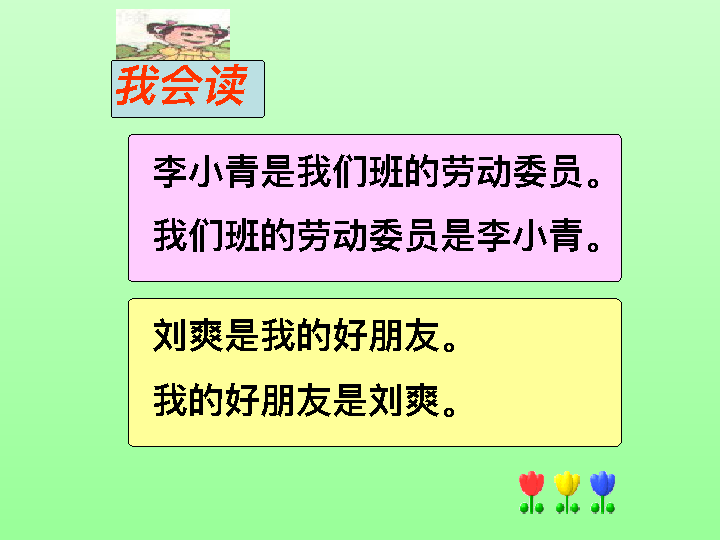 我会读
李小青是我们班的劳动委员。
我们班的劳动委员是李小青。
刘爽是我的好朋友。
我的好朋友是刘爽。